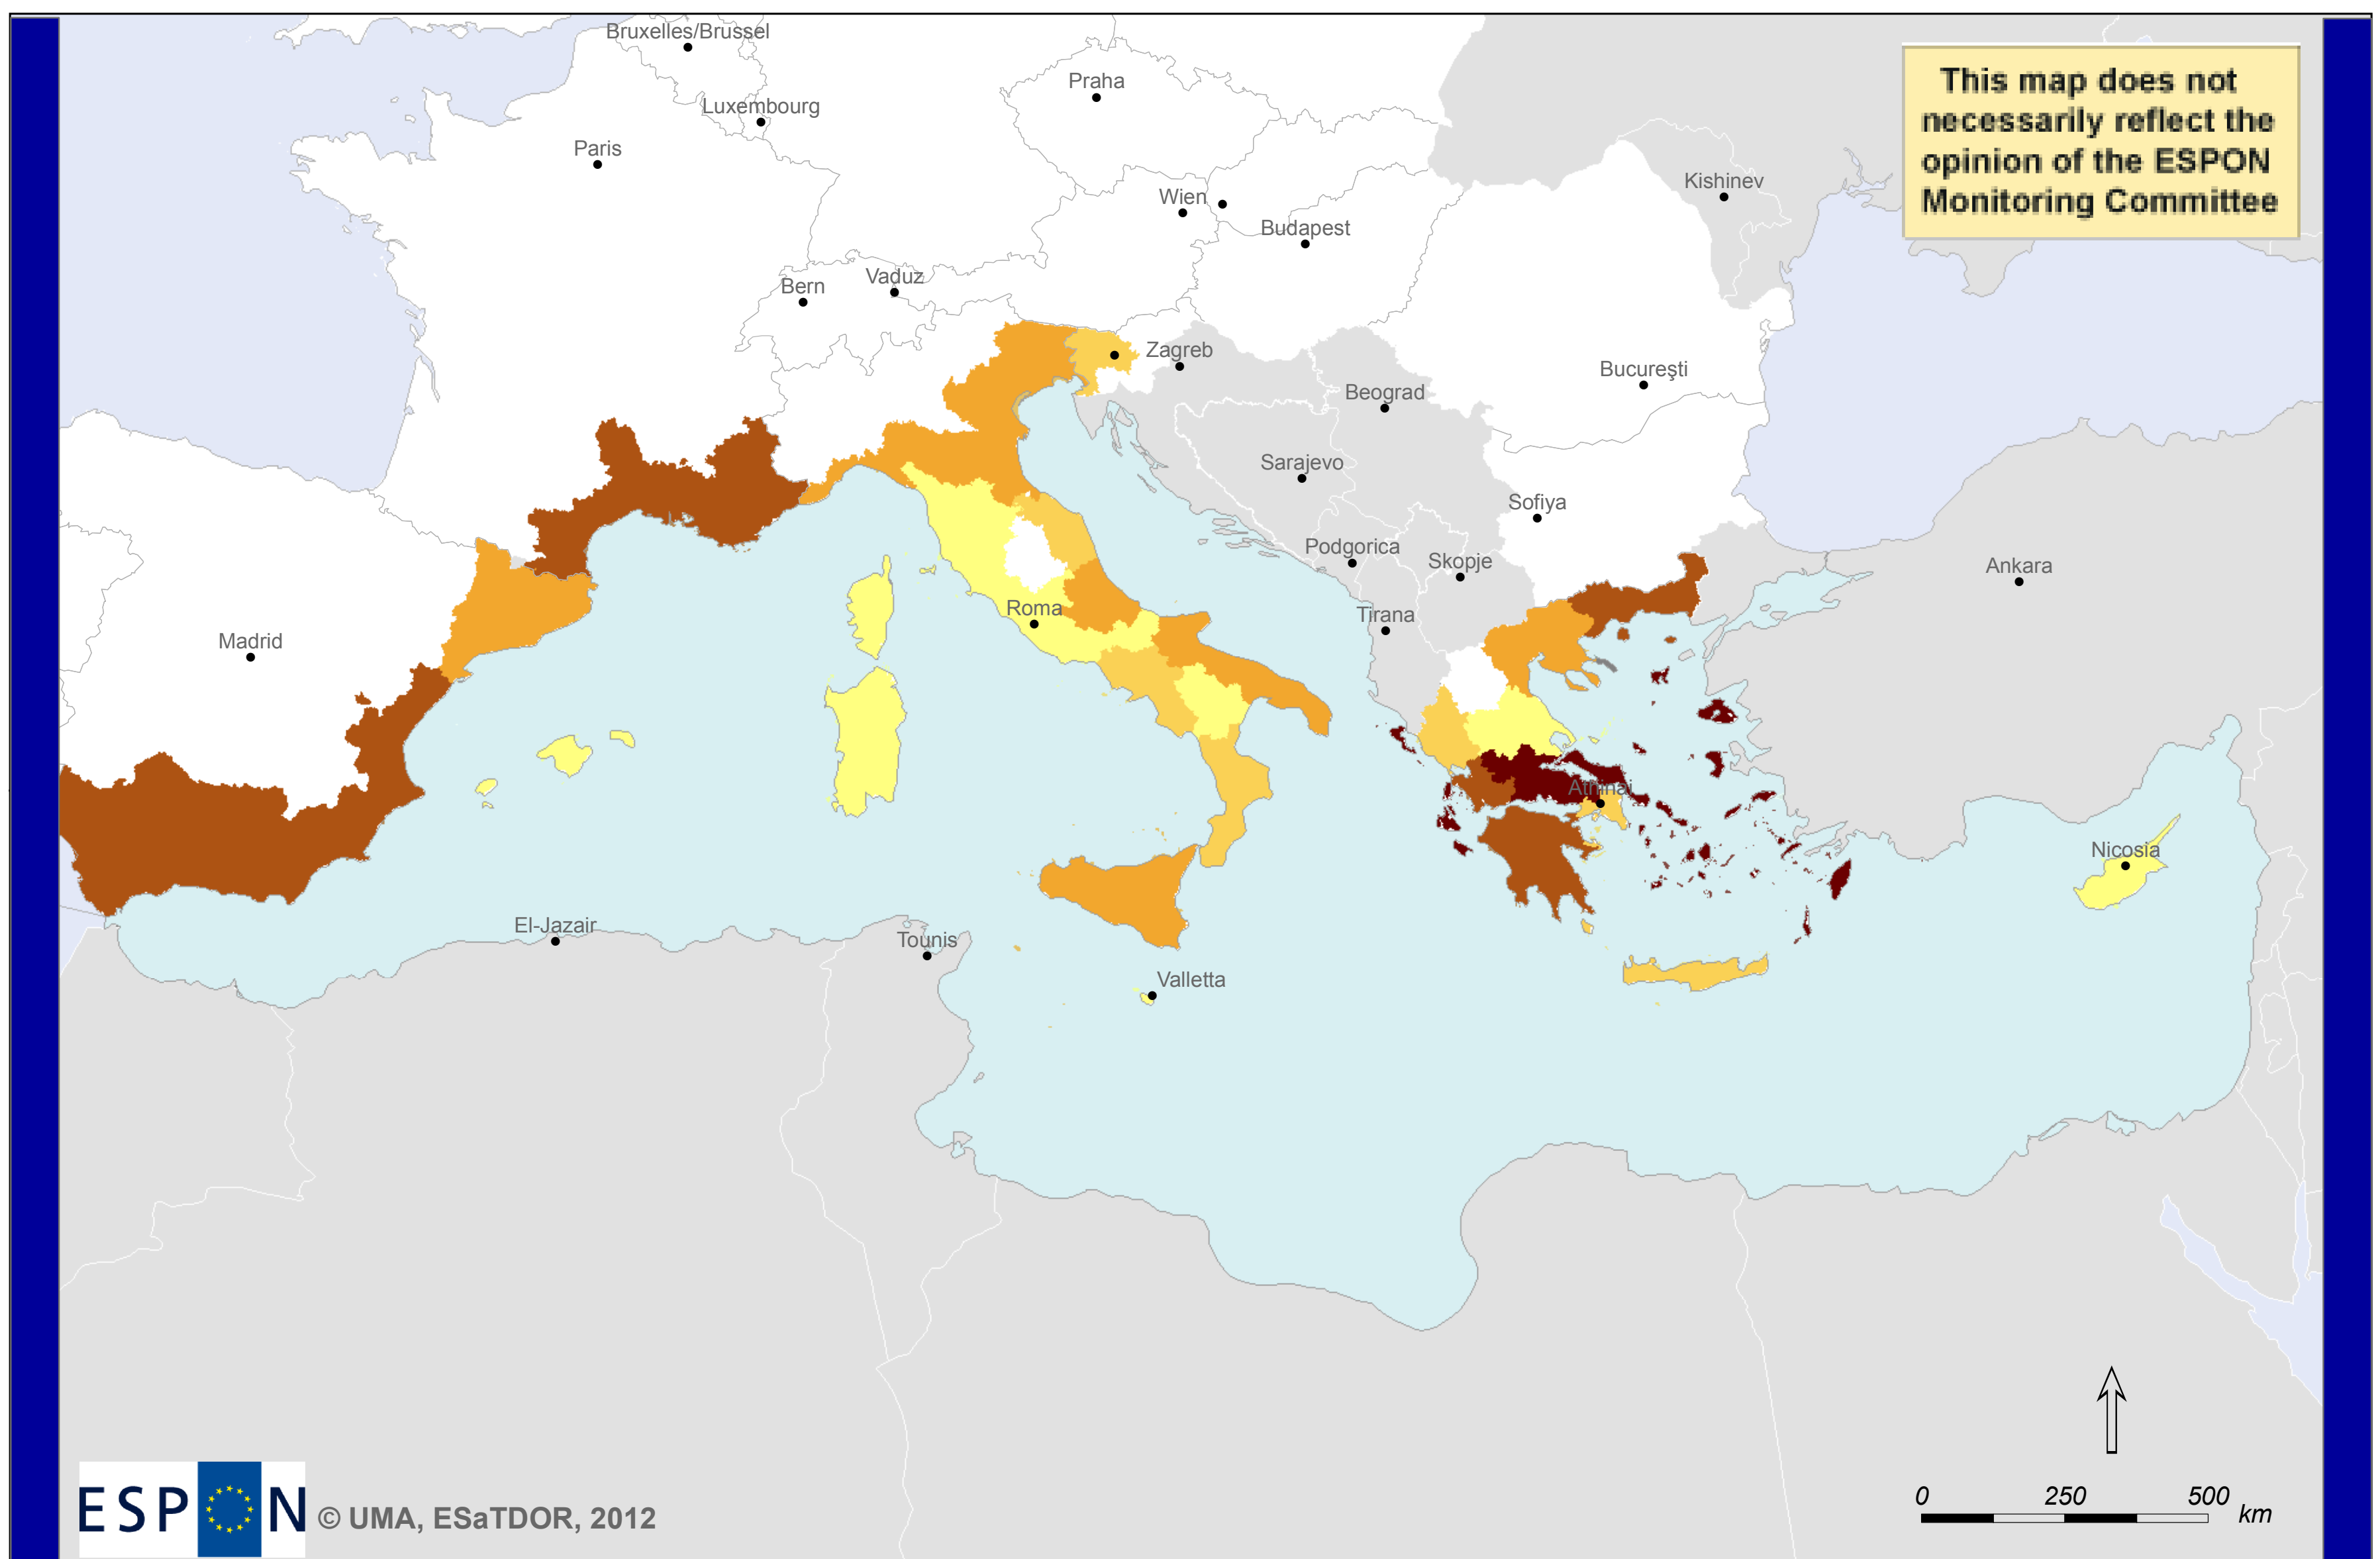 Bruxelles/Brussel
This map does not
necessarily reflect the
opinion of the ESPON
Monitoring Committee
Praha
Luxembourg
Paris
Kishinev
Wien
Budapest
Vaduz
Bern
Zagreb
Bucureşti
Beograd
Sarajevo
Sofiya
Podgorica
Skopje
Ankara
Roma
Tirana
Madrid
Athinai
Nicosia
El-Jazair
Tounis
Valletta
0 250 500
km
ESPON © UMA, ESaTDOR, 2012